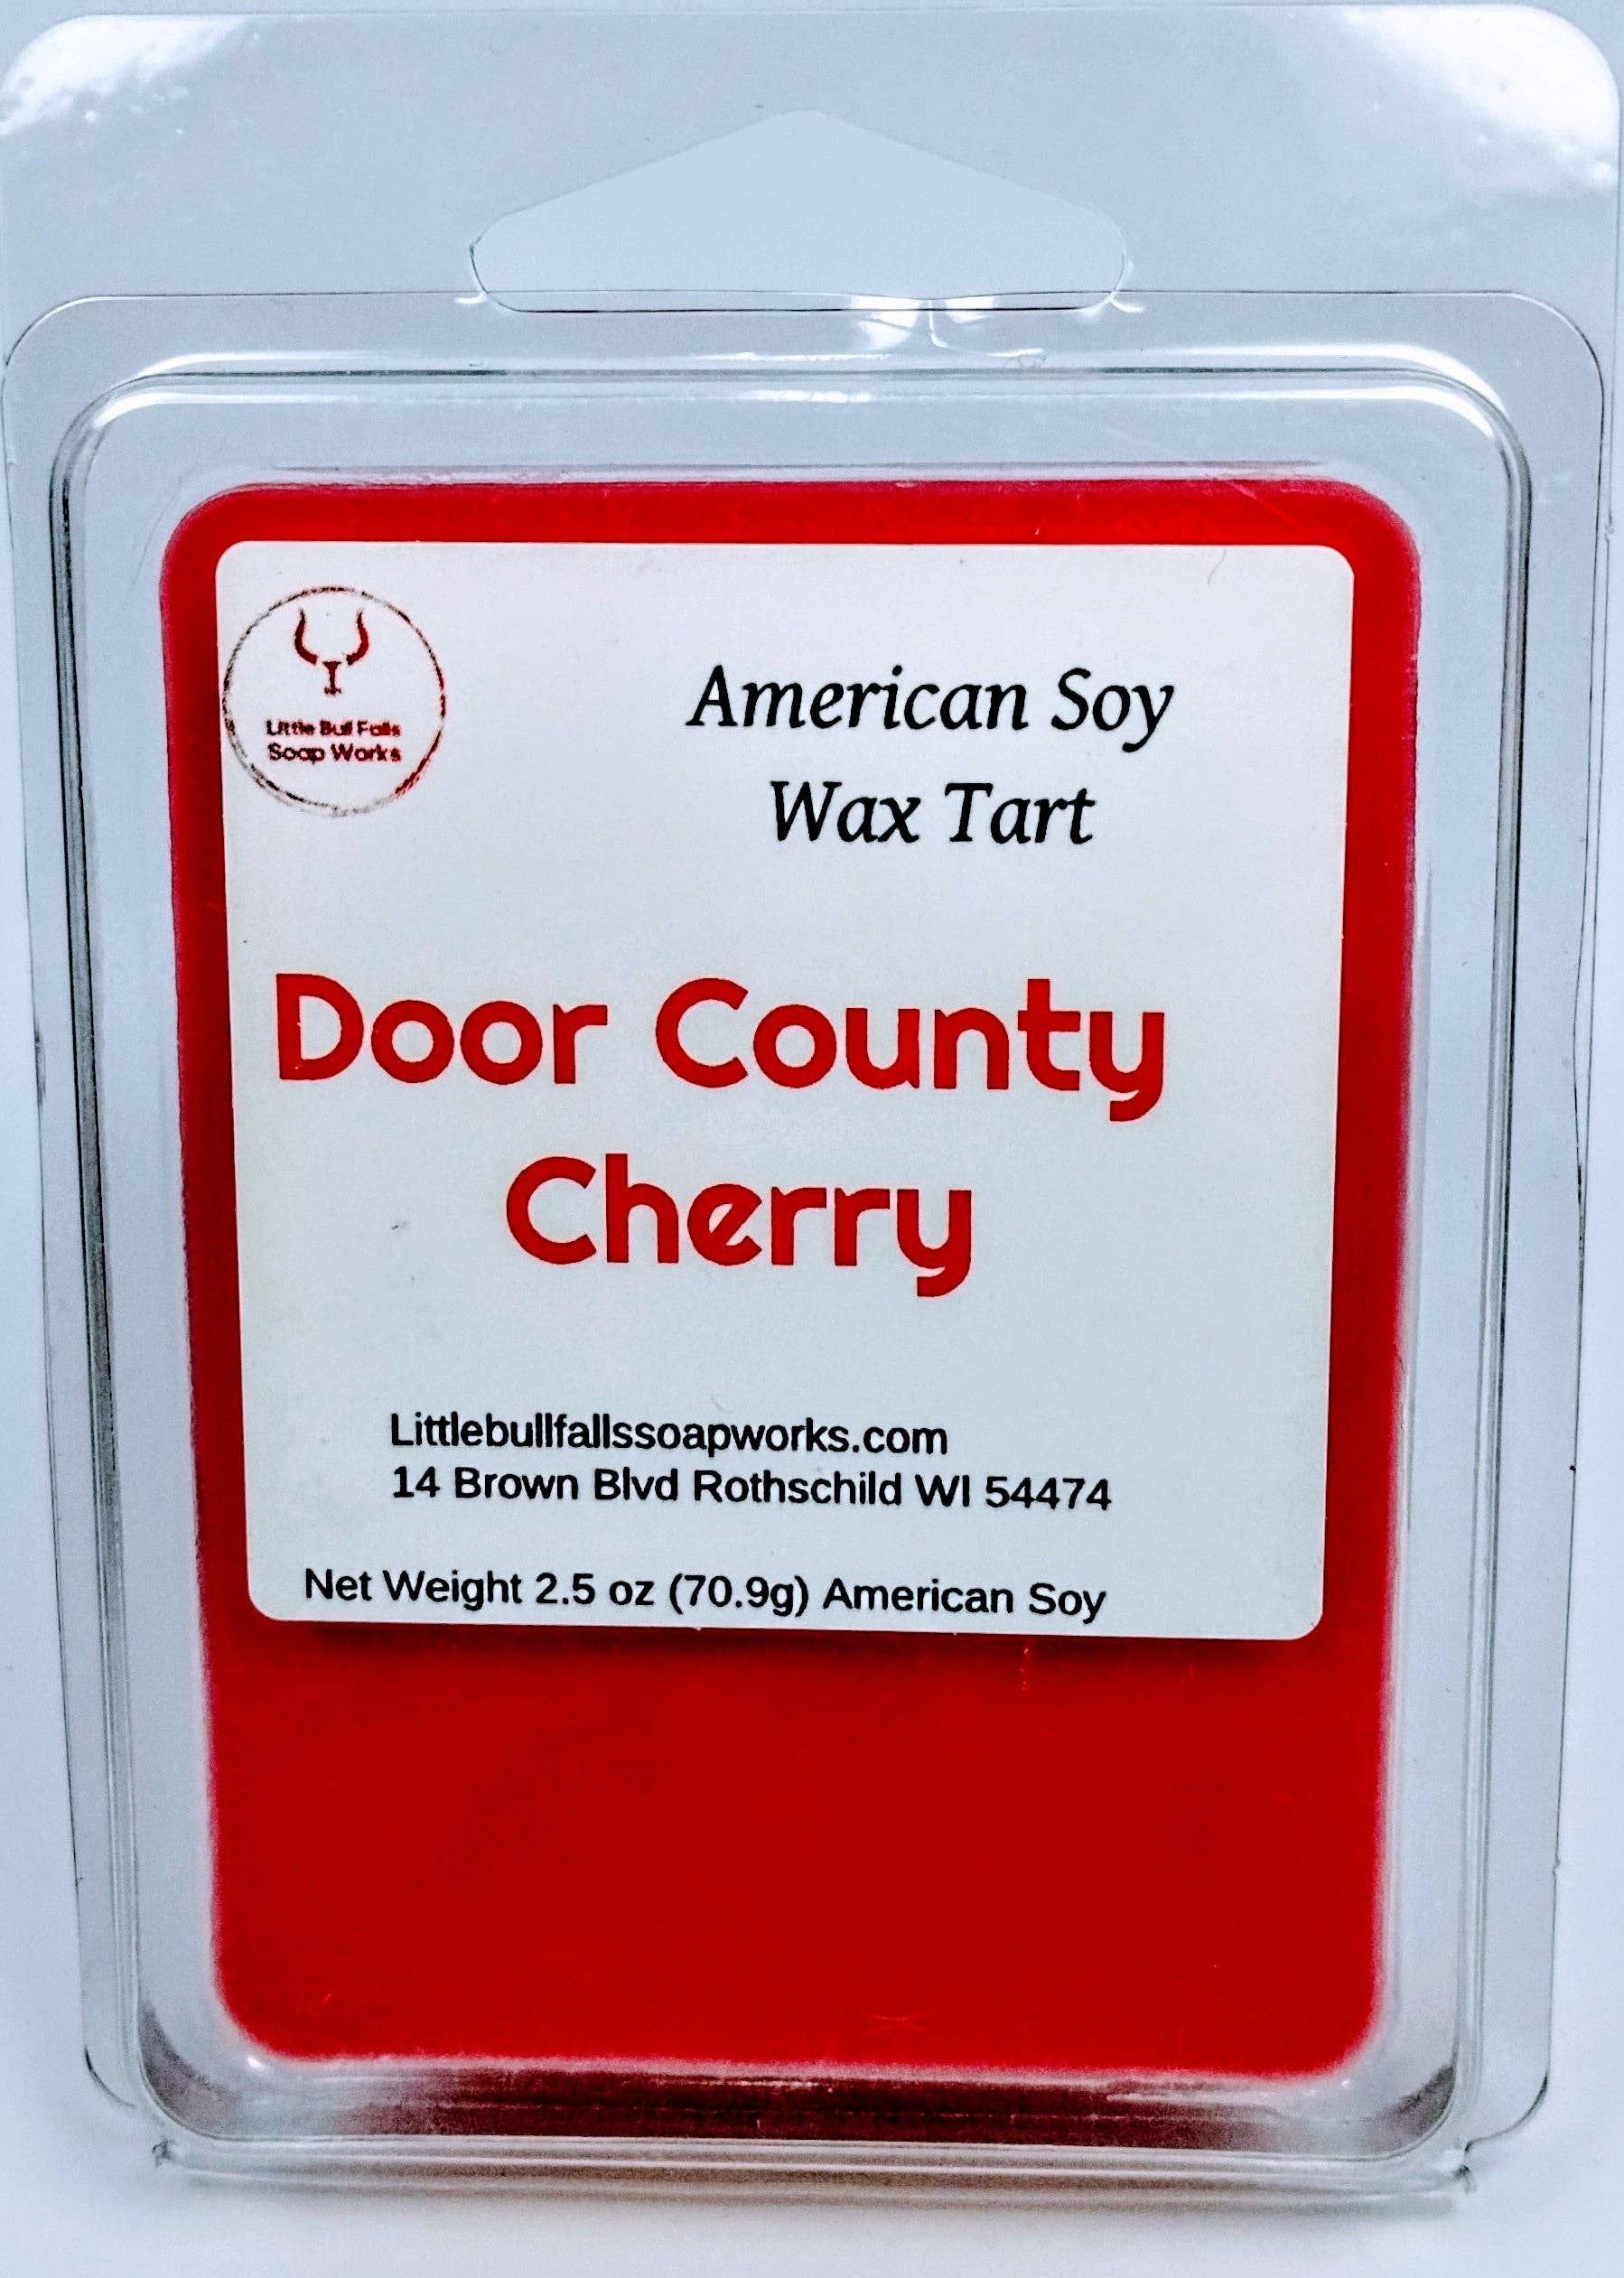 Little Bull Falls
Soap Works
American Soy
Wax Tart
Door County
Cherry
Littlebullfallssoapworks.com
14 Brown Blvd Rothschild WI 54474
Net Weight 2.5 oz (70.9g) American Soy